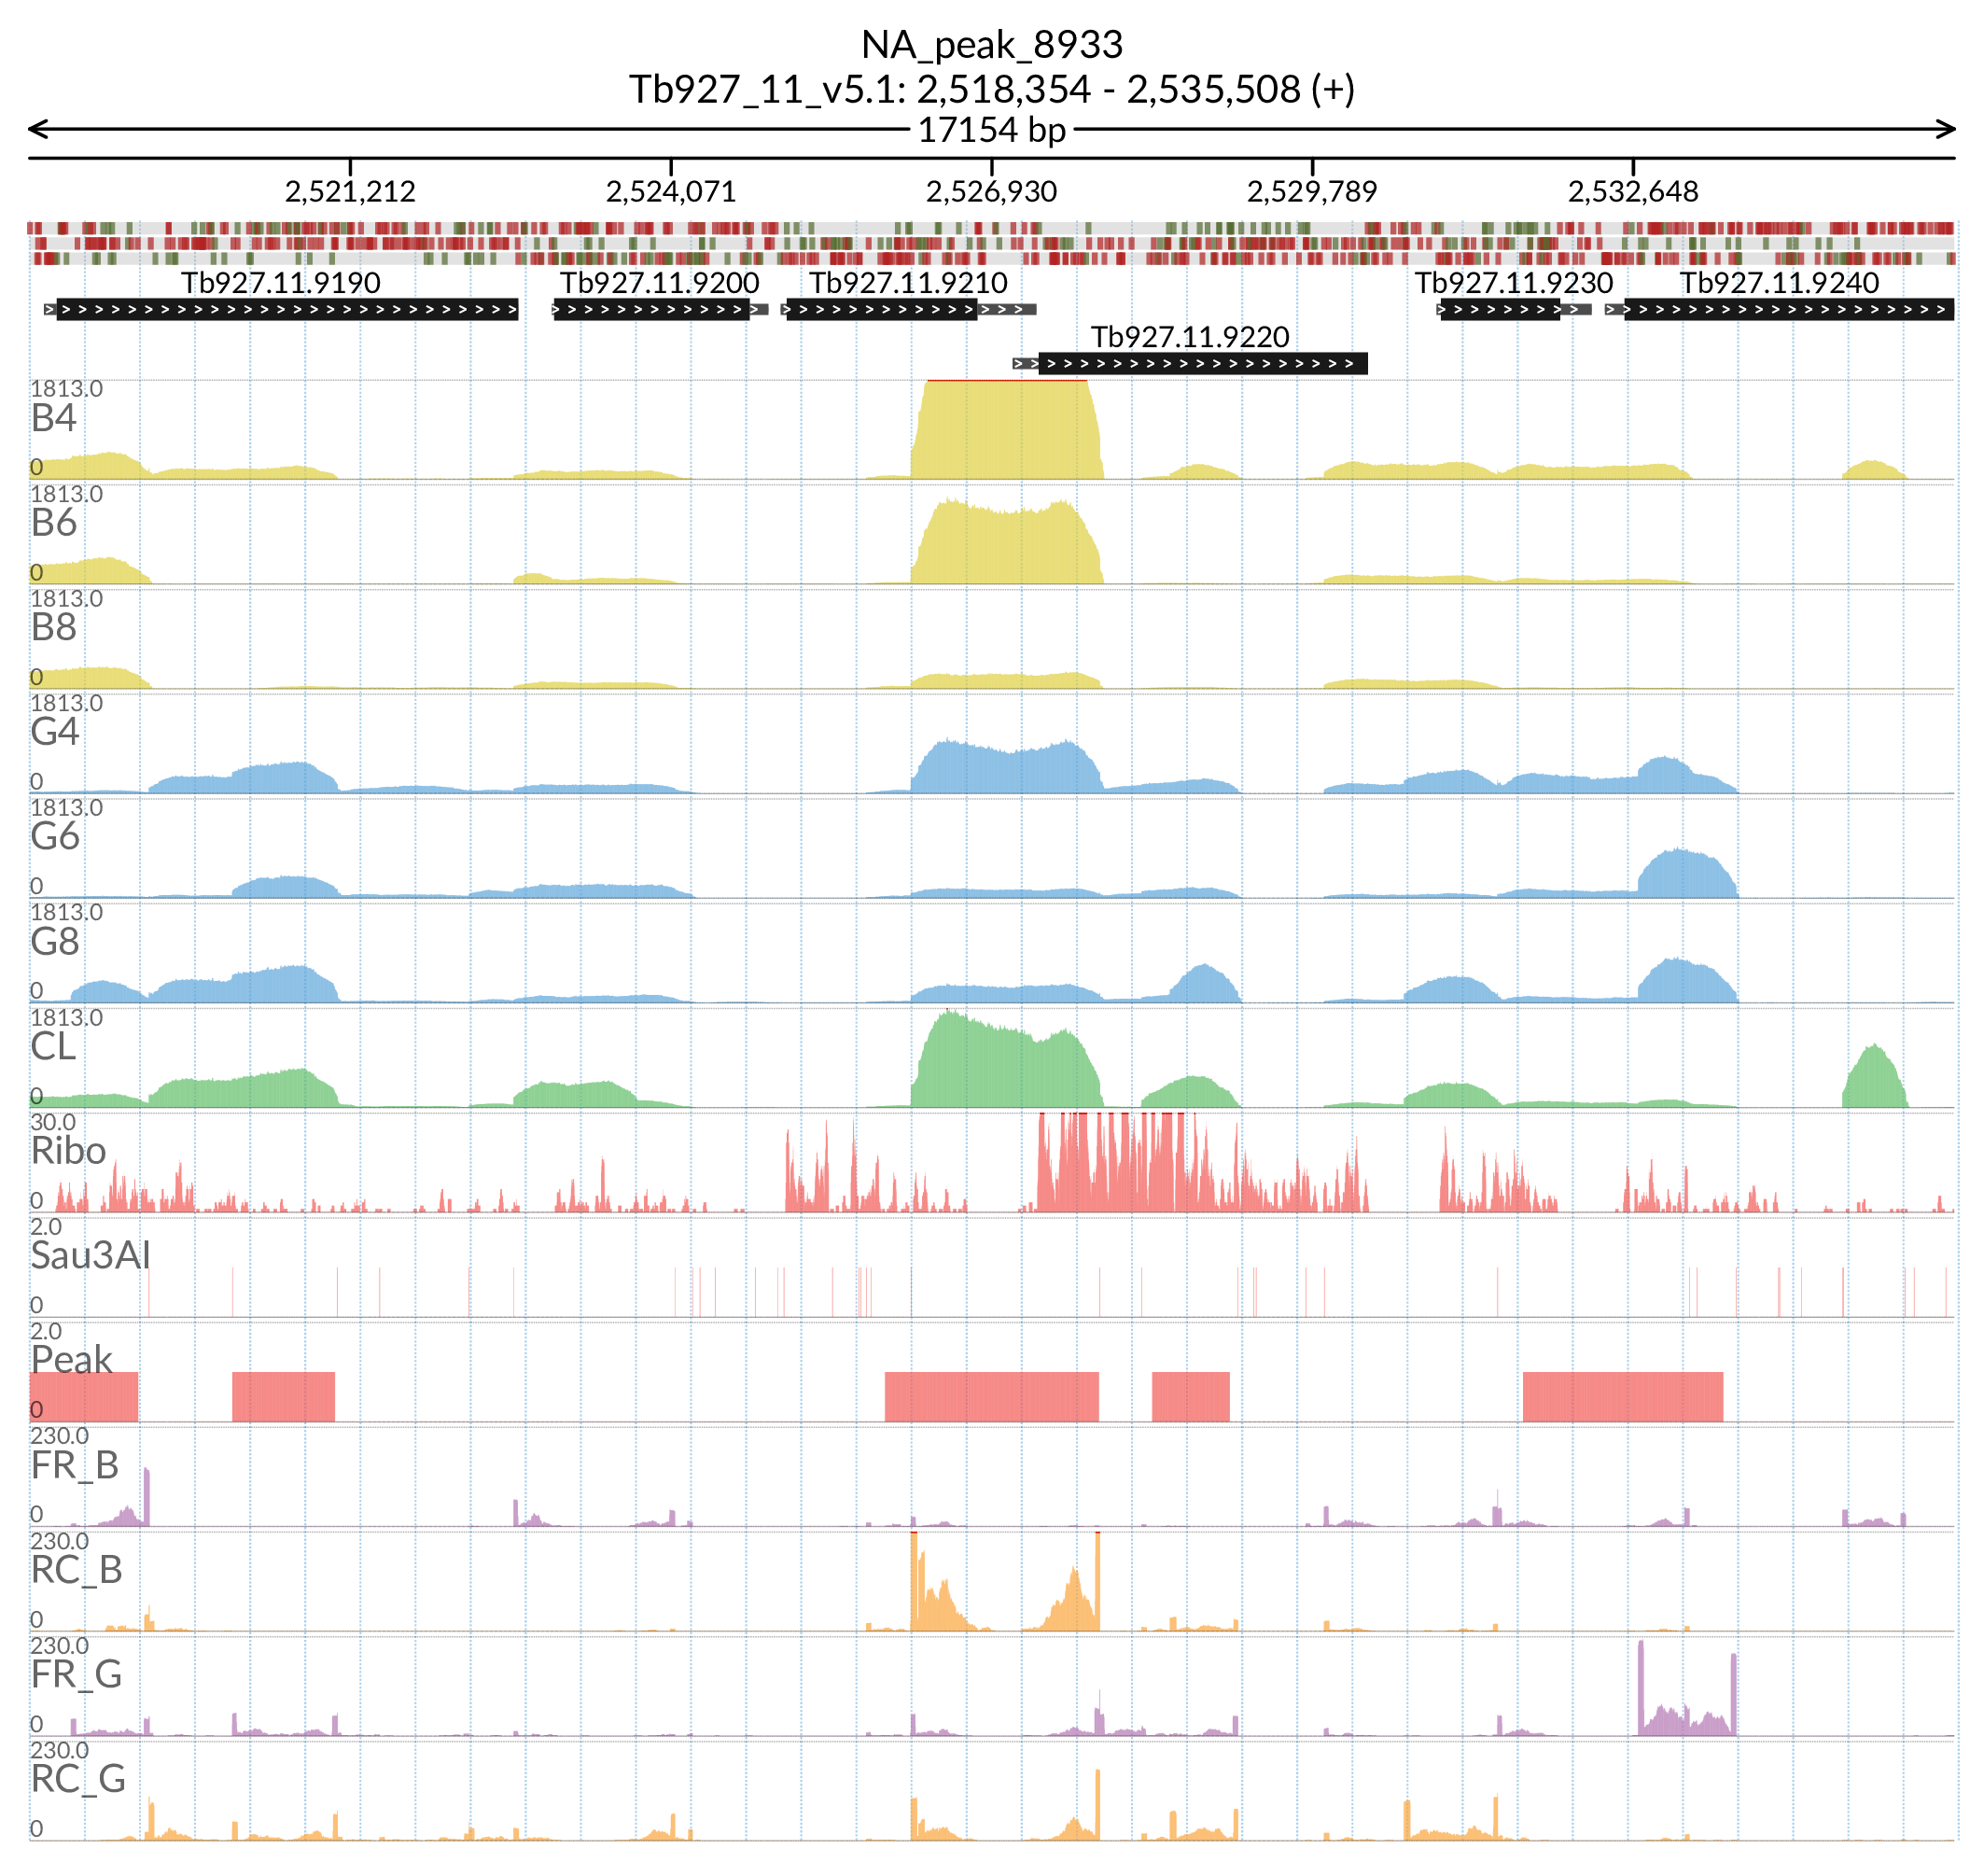 NA_peak_8933
Tb927_11_v5.1: 2,518,354 - 2,535,508 (+)
17154 bp
2,521,212 2,524,071 2,526,930 2,529,789 2,532,648
Tb927.11.9190 Tb927.11.9200 Tb927.11.9210 Tb927.11.9230 Tb927.11.9240
Tb927.11.9220
1813.0
B4
0
1813.0
B6
0
1813.0
B8
0
1813.0
G4
0
1813.0
G6
0
1813.0
G8
0
1813.0
CL
0
30.0
Ribo
0
2.0
Sau3AI
0
2.0
Peak
0
230.0
FR_B
0
230.0
RC_B
0
230.0
FR_G
0
230.0
RC_G
0